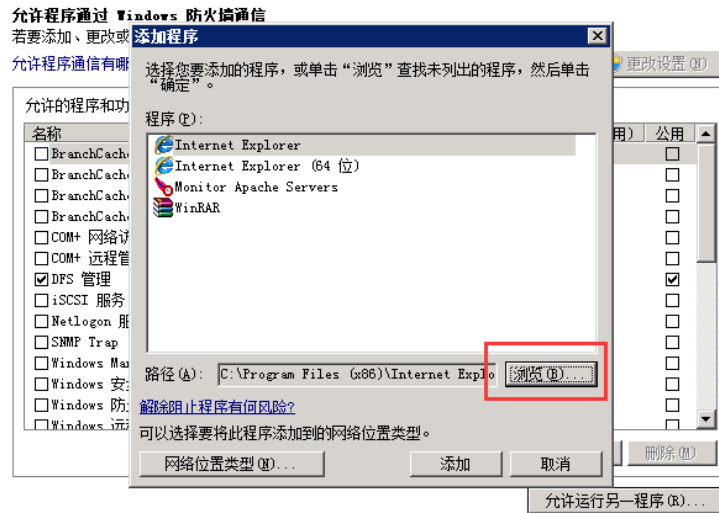 允许程序通过 Windows 防火墙通信
若要添加、更改或
允许程序通信有哪
更改设置(N)
允许的程序和功
名称
用) 公用
BranchCach
BranchCach
BranchCach
BranchCach
COM+ 网络访
COM+ 远程管
DFS 管理
iSCSI 服务
Netlogon 服
SNMP Trap
Windows Man
Windows 安
Windows 防
Windows 远
删除(M)
允许运行另一程序(R)...
添加程序
选择您要添加的程序，或单击“浏览”查找未列出的程序，然后单击
“确定”。
程序(P):
Internet Explorer
Internet Explorer (64 位)
Monitor Apache Servers
WinRAR
路径(A): C:\Program Files (x86)\Internet Explo 浏览(B)...
解除阻止程序有何风险?
可以选择要将此程序添加到的网络位置类型。
网络位置类型(N)... 添加 取消